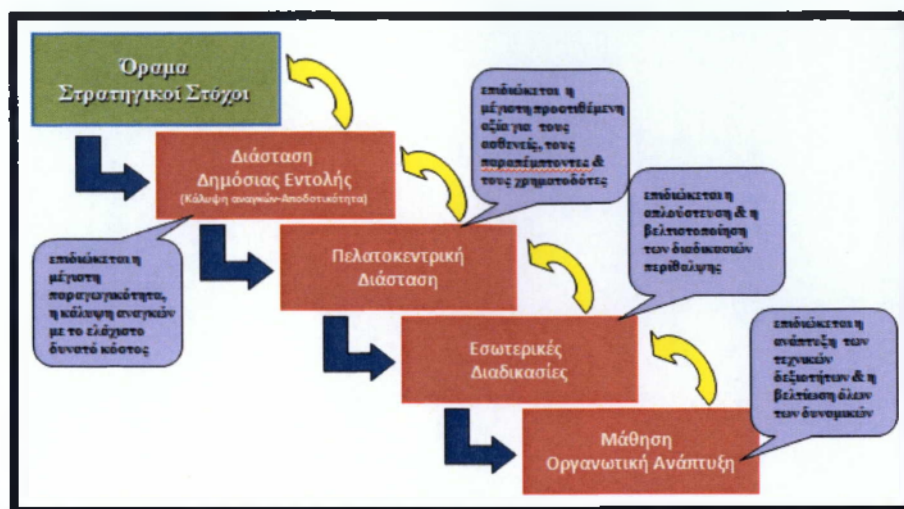 Όραμα
Στρατηγικοί Στόχοι
Διάσταση
Δημόσιας Εντολής
(Κάλυψη αναγκών-Αποδοτικότητα)
επιδιώκεται η
μέγιστη προστιθέμενη
αξία για τους
ασθενείς, τους
παραπέμπτοντες &
τους χρηματοδότες
Πελατοκεντρική
Διάσταση
επιδιώκεται η
απλούστευση & η
βελτιστοποίηση
των διαδικασιών
περίθαλψης
επιδιώκεται η
μέγιστη
παραγωγικότητα,
η κάλυψη αναγκών
με το ελάχιστο
δυνατό κόστος
Εσωτερικές
Διαδικασίες
επιδιώκεται η
ανάπτυξη των
τεχνικών
δεξιοτήτων & η
βελτίωση όλων
των δυναμικών
Μάθηση
Οργανωτική Ανάπτυξη